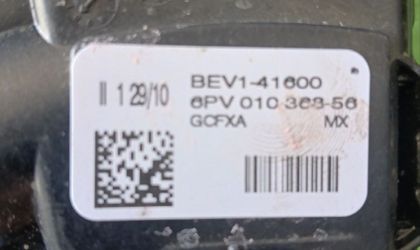 II 1 29/10
BEV1-41600
6PV 010 368-56
GCFXA MX